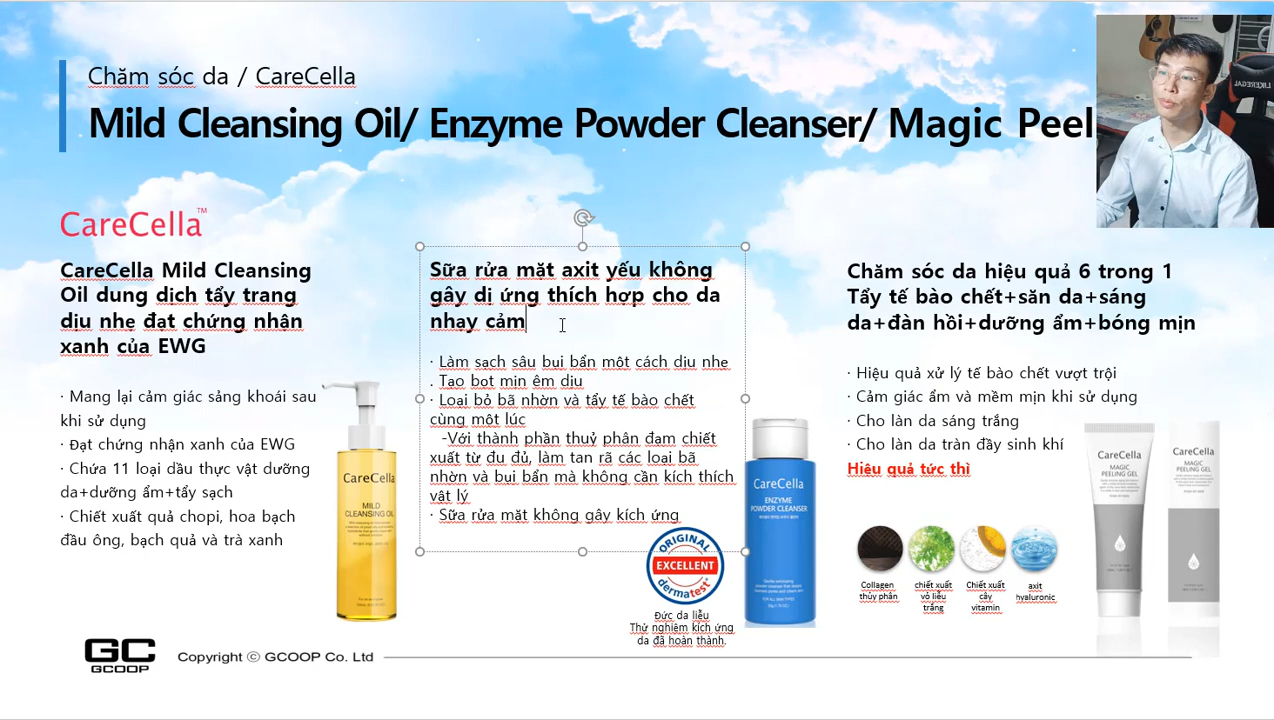 Chăm sóc da / CareCella
Mild Cleansing Oil/ Enzyme Powder Cleanser/ Magic Peel
CareCella™
CareCella Mild Cleansing
Oil dung dịch tẩy trang
dịu nhẹ đạt chứng nhận
xanh của EWG
· Mang lại cảm giác sảng khoái sau
khi sử dụng
· Đạt chứng nhận xanh của EWG
· Chứa 11 loại dầu thực vật dưỡng
da+dưỡng ẩm+tẩy sạch
· Chiết xuất quả chopi, hoa bạch
đầu ông, bạch quả và trà xanh
CareCella
MILD
CLEANSING OIL
Sữa rửa mặt axit yếu không
gây dị ứng thích hợp cho da
nhạy cảm
· Làm sạch sâu bụi bẩn một cách dịu nhẹ
. Tạo bọt mịn êm dịu
· Loại bỏ bã nhờn và tẩy tế bào chết
cùng một lúc
-Với thành phần thuỷ phân đạm chiết
xuất từ đu đủ, làm tan rã các loại bã
nhờn và bụi bẩn mà không cần kích thích
vật lý
· Sữa rửa mặt không gây kích ứng
ORIGINAL
EXCELLENT
dermatest®
Đức da liễu
Thử nghiệm kích ứng
da đã hoàn thành.
CareCella
ENZYME
POWDER CLEANSER
Chăm sóc da hiệu quả 6 trong 1
Tẩy tế bào chết+săn da+sáng
da+đàn hồi+dưỡng ẩm+bóng mịn
· Hiệu quả xử lý tế bào chết vượt trội
· Cảm giác ẩm và mềm mịn khi sử dụng
· Cho làn da sáng trắng
· Cho làn da tràn đầy sinh khí
Hiệu quả tức thì
Collagen
thủy phân
chiết xuất
vỏ liễu
trắng
Chiết xuất
cây
vitamin
axit
hyaluronic
CareCella
MAGIC
PEELING GEL
CareCella
MAGIC
PEELING GEL
GC
GCOOP
Copyright ⓒ GCOOP Co. Ltd